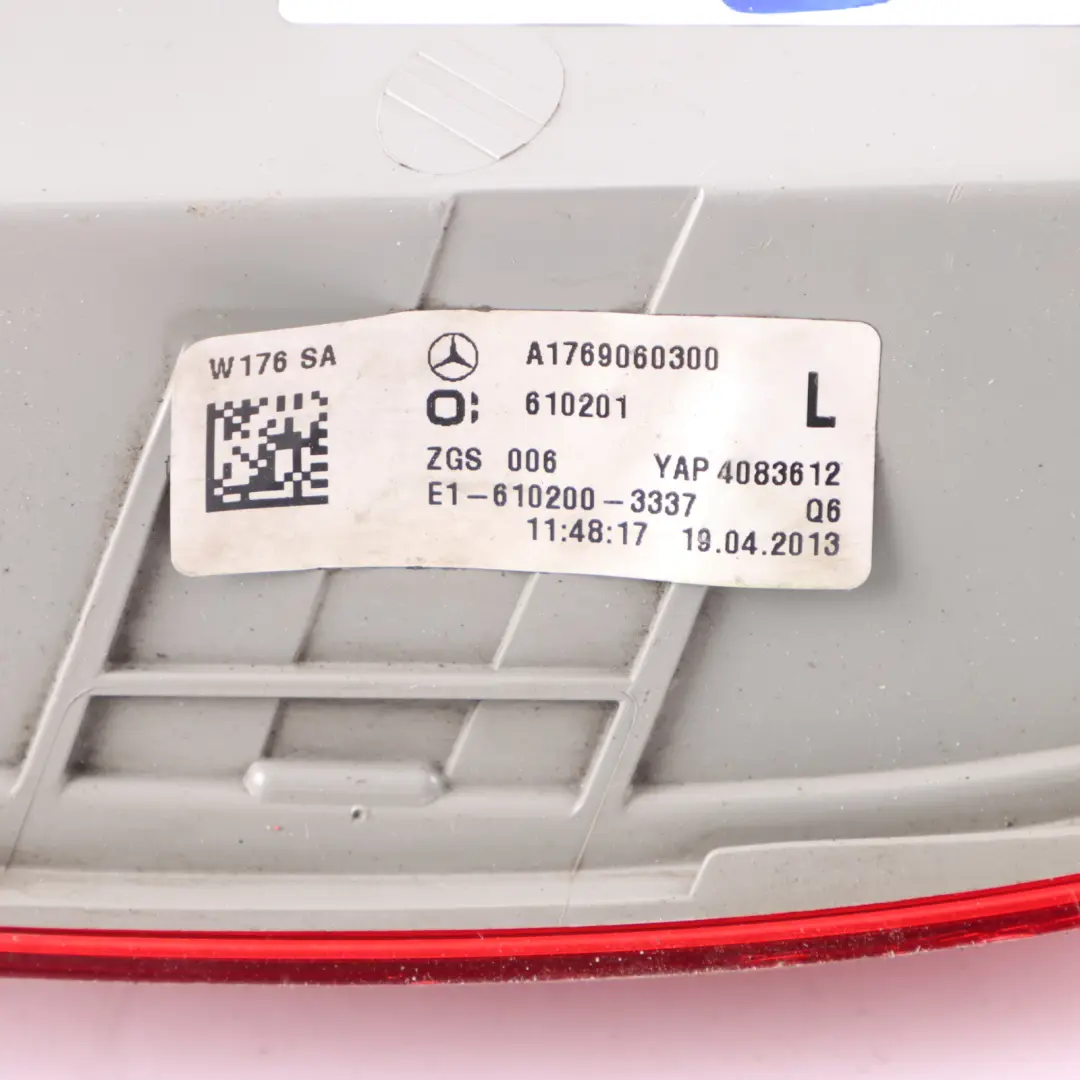 W176 SA A1769060300
610201 L
ZGS 006 YAP 4083612
E1-610200-3337 Q6
11:48:17 19.04.2013